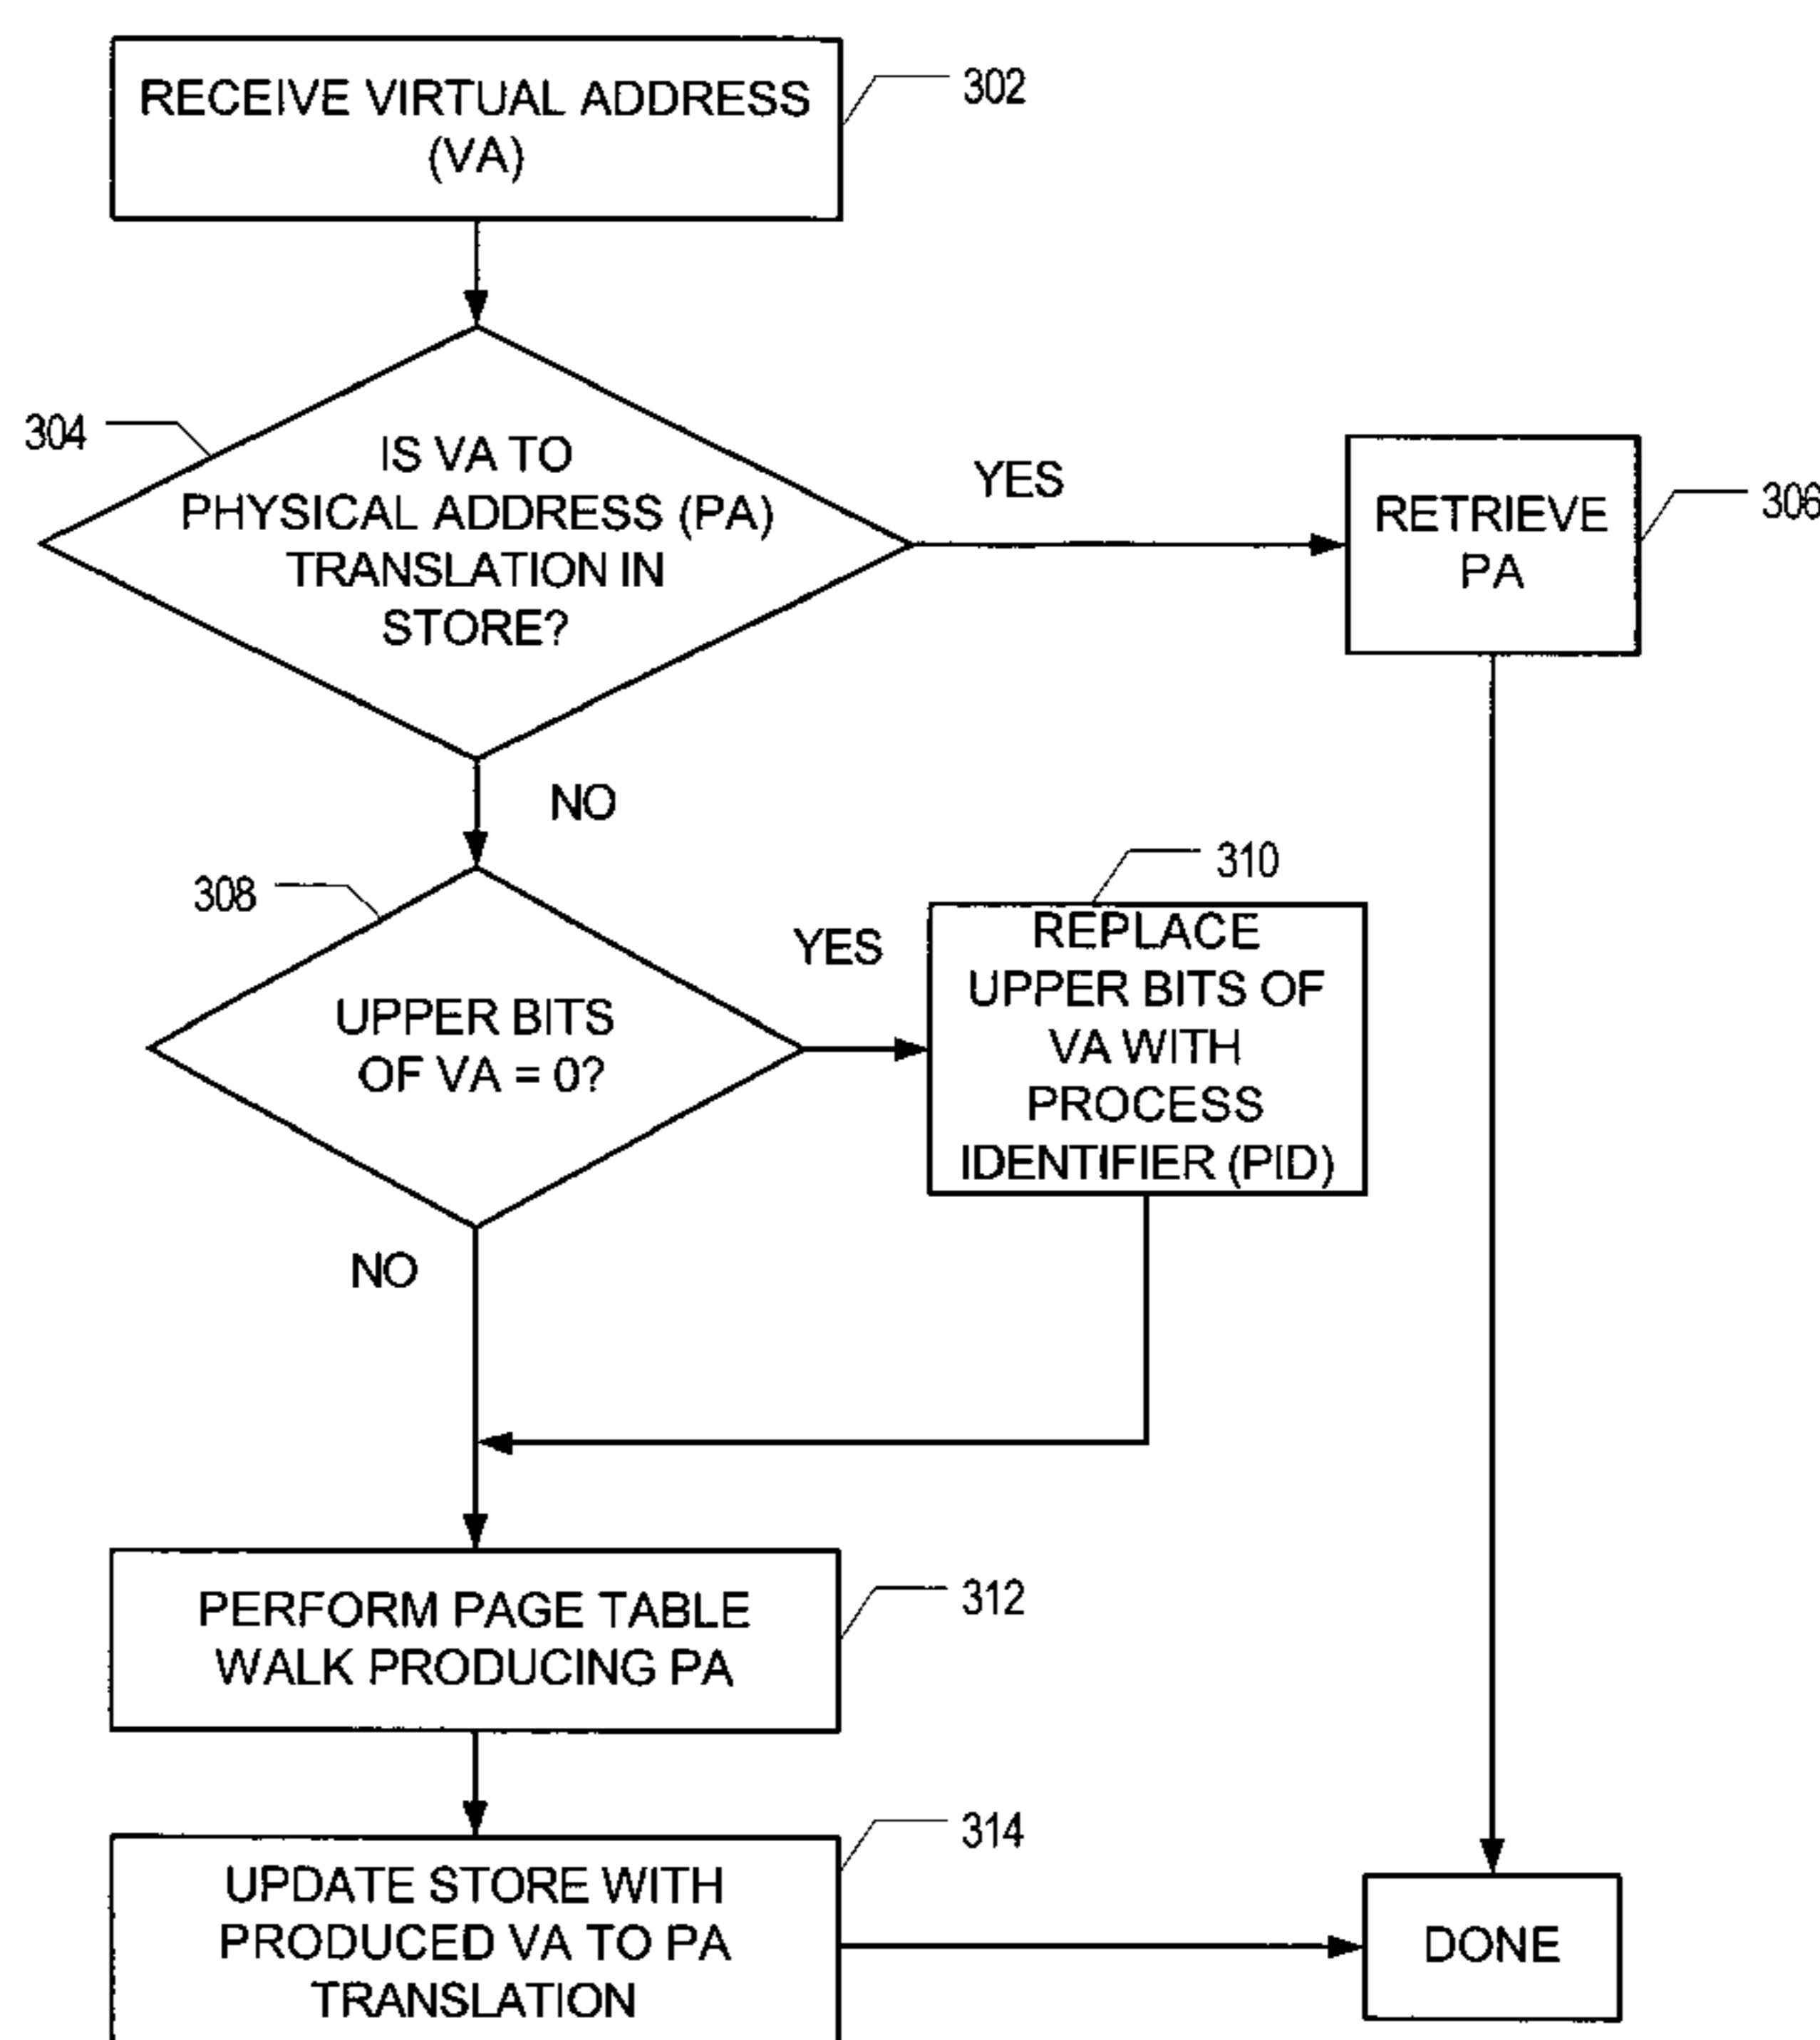 RECEIVE VIRTUAL ADDRESS
(VA)
302
304
IS VA TO
PHYSICAL ADDRESS (PA)
TRANSLATION IN
STORE?
YES
RETRIEVE
PA
306
NO
308
UPPER BITS
OF VA = 0?
YES
310
REPLACE
UPPER BITS OF
VA WITH
PROCESS
IDENTIFIER (PID)
NO
PERFORM PAGE TABLE
WALK PRODUCING PA
312
UPDATE STORE WITH
PRODUCED VA TO PA
TRANSLATION
314
DONE